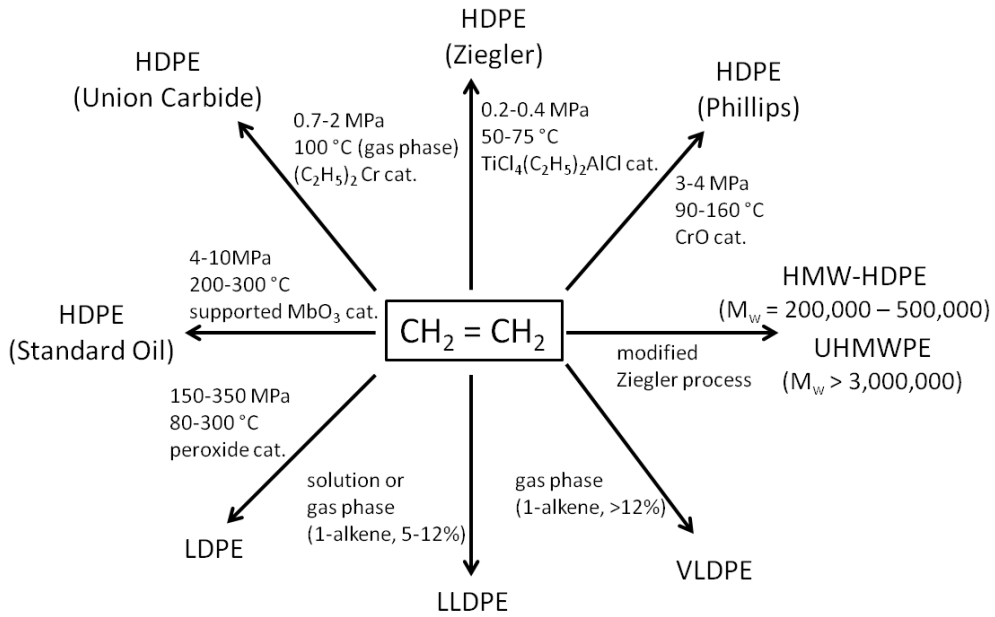 HDPE
(Ziegler)
HDPE
(Union Carbide)
HDPE
(Phillips)
0.7-2 MPa
100 °C (gas phase)
(C₂H₅)₂ Cr cat.
0.2-0.4 MPa
50-75 °C
TiCl₄(C₂H₅)₂AlCl cat.
3-4 MPa
90-160 °C
CrO cat.
4-10MPa
200-300 °C
supported MbO₃ cat.
HDPE
(Standard Oil)
CH₂ = CH₂
HMW-HDPE
(Mw = 200,000 – 500,000)
UHMWPE
(Mw > 3,000,000)
modified
Ziegler process
150-350 MPa
80-300 °C
peroxide cat.
solution or
gas phase
(1-alkene, 5-12%)
gas phase
(1-alkene, >12%)
LDPE
LLDPE
VLDPE